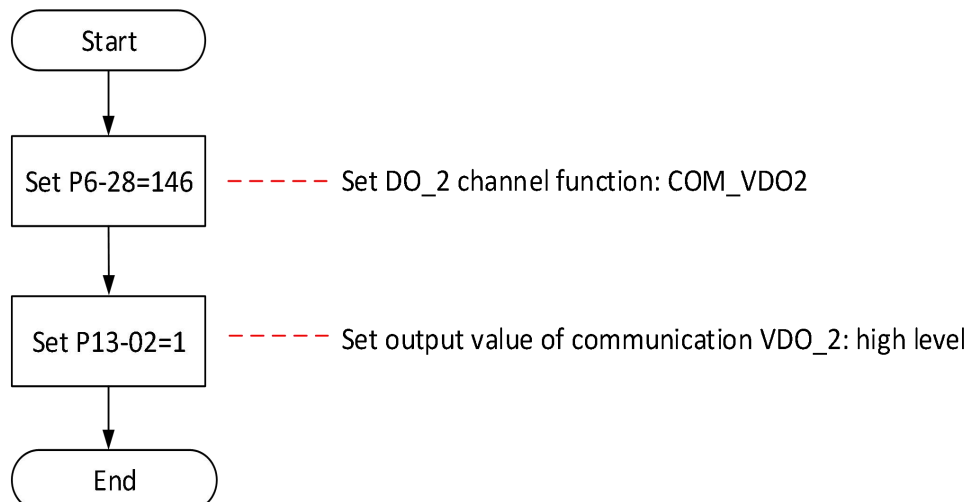 Start
Set P6-28=146
Set DO_2 channel function: COM_VDO2
Set P13-02=1
Set output value of communication VDO_2: high level
End